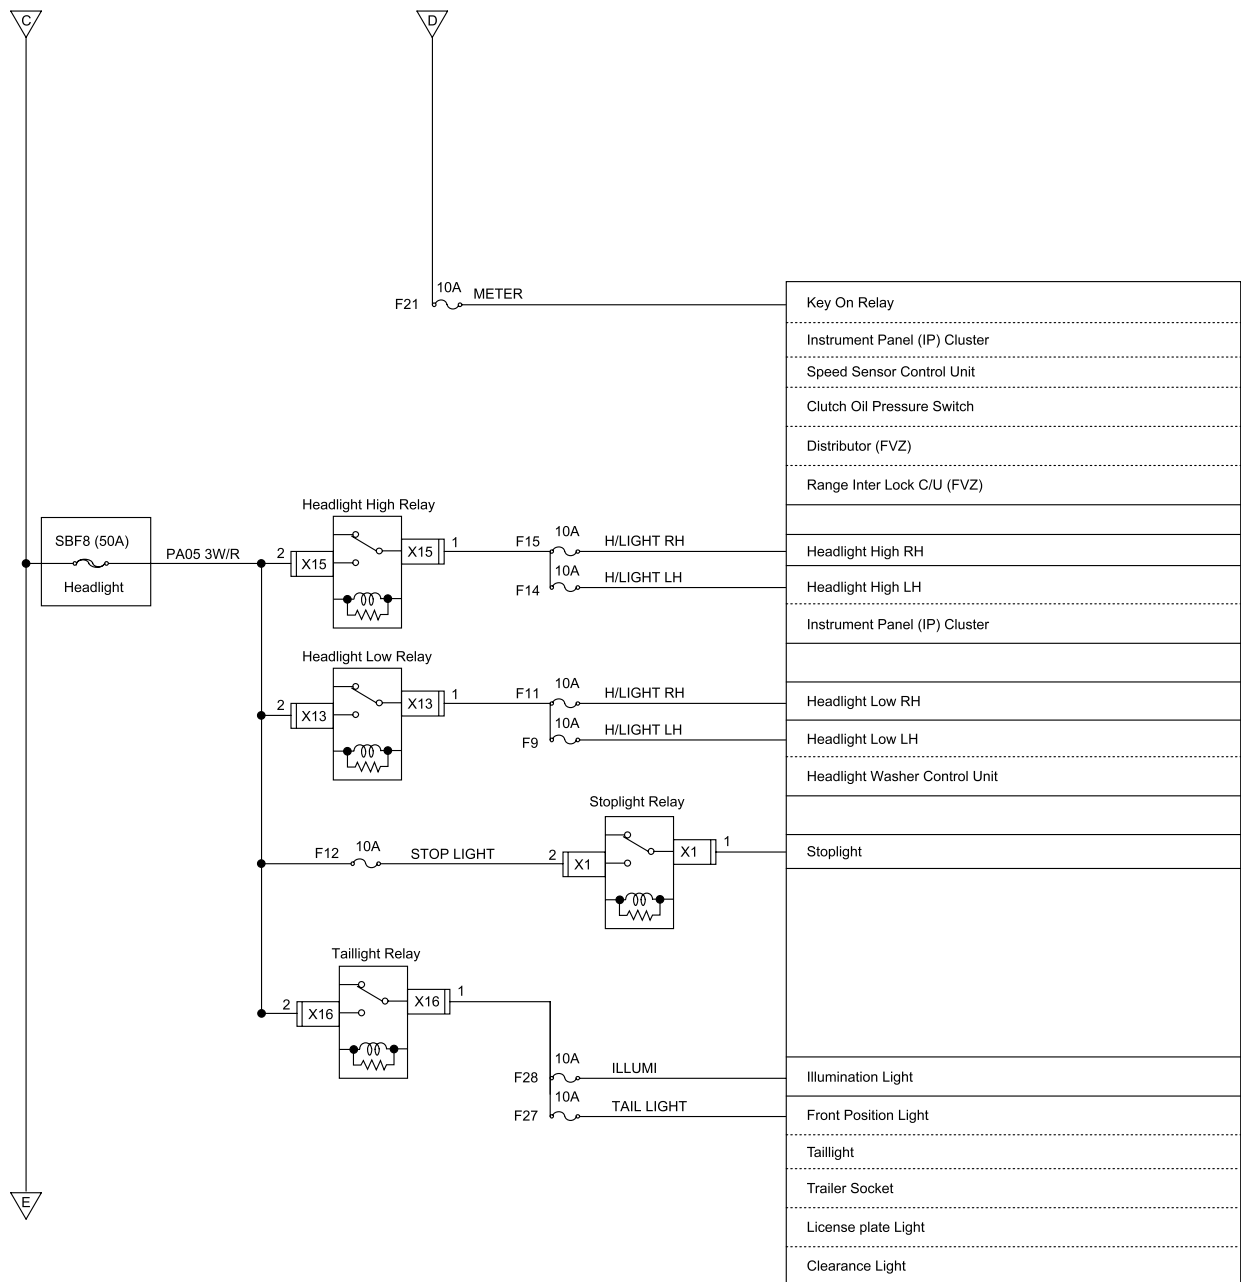 C
D
10A
METER
F21
Key On Relay
Instrument Panel (IP) Cluster
Speed Sensor Control Unit
Clutch Oil Pressure Switch
Distributor (FVZ)
Range Inter Lock C/U (FVZ)
Headlight High Relay
SBF8 (50A)
Headlight
PA05 3W/R
2
X15
X15
1
F15
10A
H/LIGHT RH
Headlight High RH
F14
10A
H/LIGHT LH
Headlight High LH
Instrument Panel (IP) Cluster
Headlight Low Relay
2
X13
X13
1
F11
10A
H/LIGHT RH
Headlight Low RH
F9
10A
H/LIGHT LH
Headlight Low LH
Headlight Washer Control Unit
Stoplight Relay
F12
10A
STOP LIGHT
2
X1
X1
1
Stoplight
Taillight Relay
2
X16
X16
1
F28
10A
ILLUMI
Illumination Light
F27
10A
TAIL LIGHT
Front Position Light
Taillight
Trailer Socket
License plate Light
Clearance Light
E